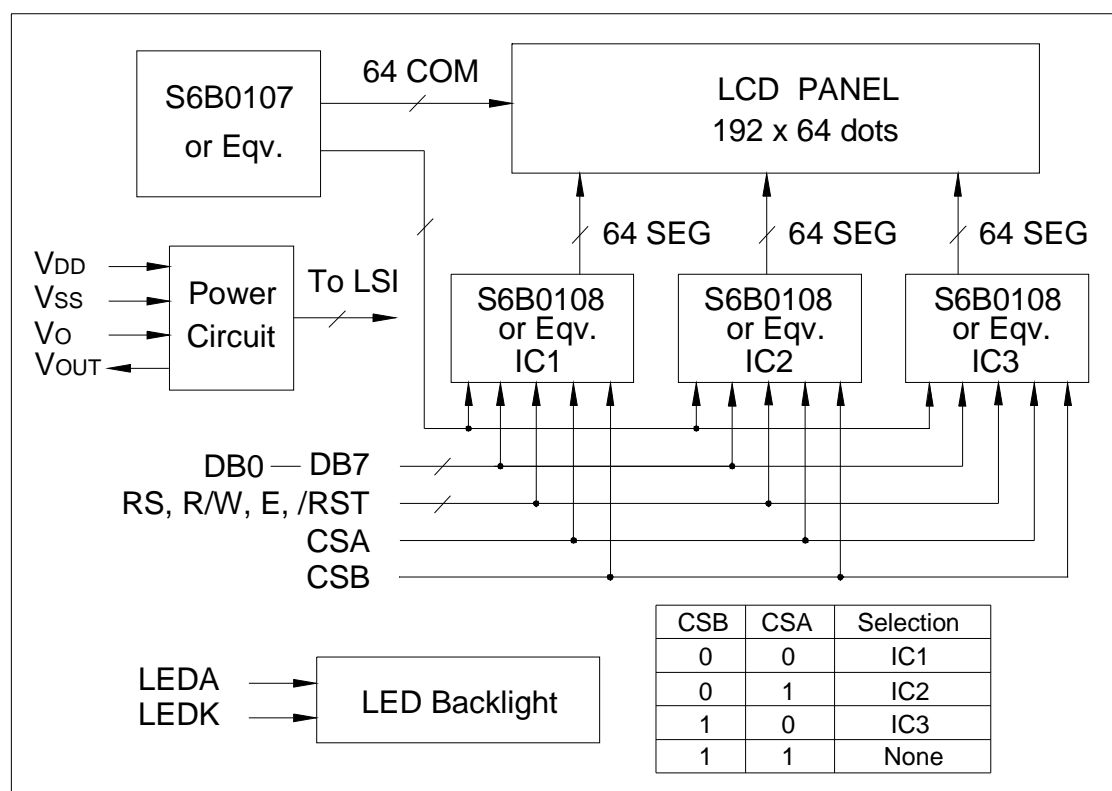 S6B0107
or Eqv.
64 COM
LCD PANEL
192 x 64 dots
64 SEG
64 SEG
64 SEG
VDD
VSS
VO
VOUT
Power
Circuit
To LSI
S6B0108
or Eqv.
IC1
S6B0108
or Eqv.
IC2
S6B0108
or Eqv.
IC3
DB0 — DB7
RS, R/W, E, /RST
CSA
CSB
CSB CSA Selection
0 0 IC1
0 1 IC2
1 0 IC3
1 1 None
LEDA
LEDK
LED Backlight